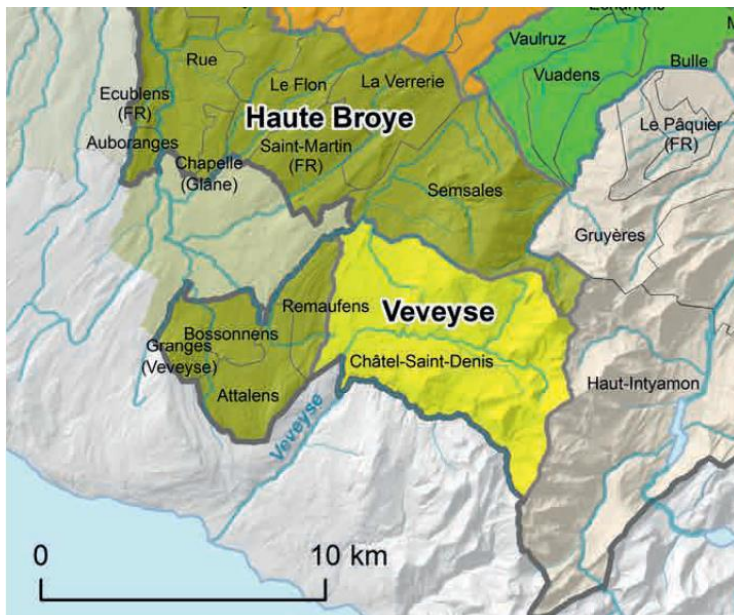 Vaulruz
Bulle
Rue
Vuadens
Le Flon
La Verrerie
Ecublens
(FR)
Haute Broye
Le Pâquier
(FR)
Auboranges
Saint-Martin
(FR)
Chapelle
(Glâne)
Semsales
Gruyères
Remaufens
Veveyse
Bossonnens
Granges
(Veveyse)
Châtel-Saint-Denis
Haut-Intyamon
Attalens
Veveyse
0
10 km